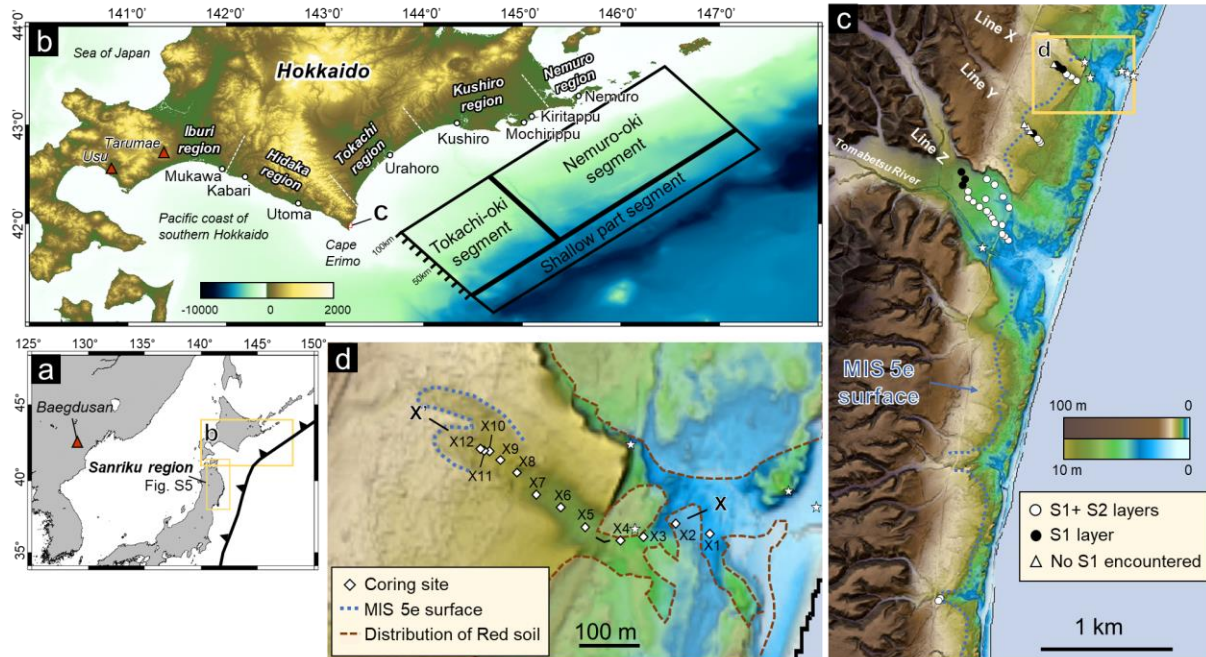 141˚0'
142˚0'
143˚0'
144˚0'
145˚0'
146˚0'
147˚0'
44˚0'
43˚0'
42˚0'
b
Sea of Japan
Hokkaido
Nemuro
region
Kushiro
region
Nemuro
Kiritappu
Mochirippu
Kushiro
Tarumae
Usu
Iburi
region
Tokachi
region
Hidaka
region
Urahoro
Mukawa
Kabari
Utoma
C
Cape
Erimo
Pacific coast of
southern Hokkaido
Nemuro-oki
segment
Tokachi-oki
segment
Shallow part segment
100km
50km
-10000
0
2000
a
125˚
130˚
135˚
140˚
145˚
150˚
45˚
40˚
35˚
Baegdusan
b
Sanriku region
Fig. S5
d
X'
X10
X12
X9
X8
X11
X7
X6
X5
X4
X3
X
X2
X1
Coring site
MIS 5e surface
Distribution of Red soil
100 m
c
Line X
d
Line Y
Line Z
Tomabetsu River
MIS 5e
surface
100 m
0
10 m
0
S1+ S2 layers
S1 layer
No S1 encountered
1 km